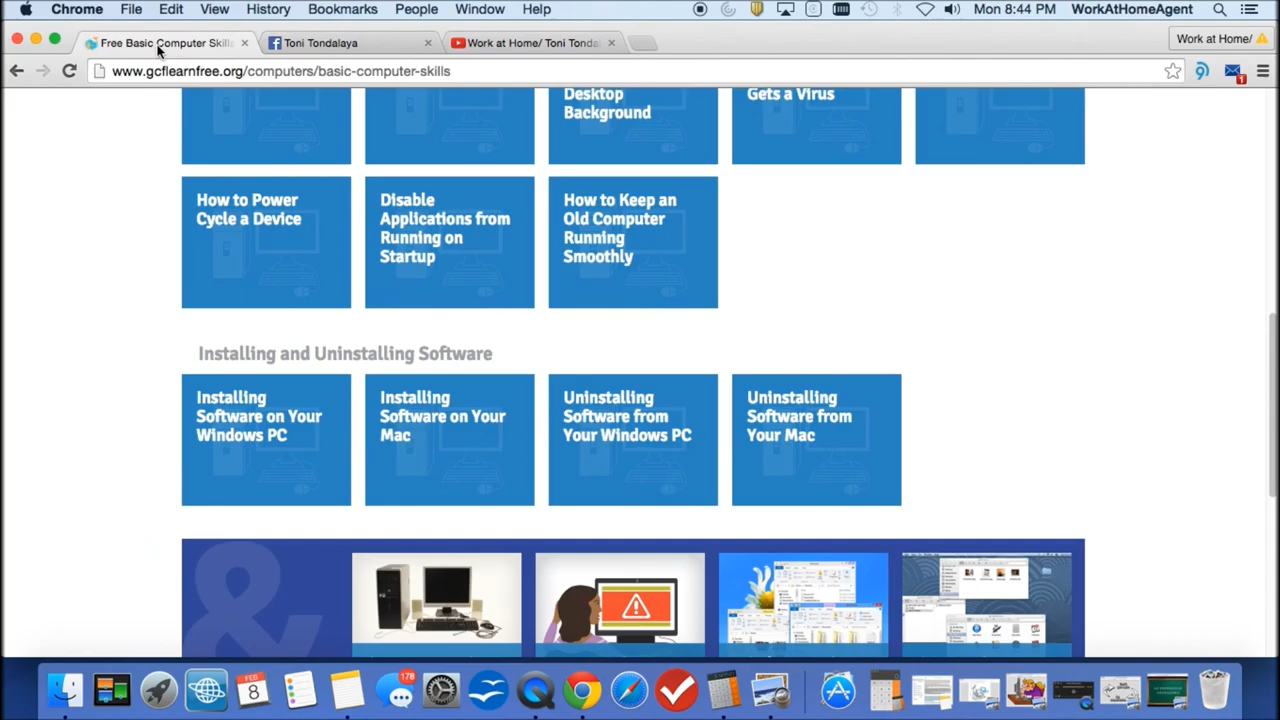 Chrome File Edit View History Bookmarks People Window Help Mon 8:44 PM WorkAtHomeAgent
Free Basic Computer Skills Toni Tondalaya Work at Home/ Toni Tonda Work at Home/
www.gcflearnfree.org/computers/basic-computer-skills
1
Desktop
Background
Gets a Virus
How to Power
Cycle a Device
Disable
Applications from
Running on
Startup
How to Keep an
Old Computer
Running
Smoothly
Installing and Uninstalling Software
Installing
Software on Your
Windows PC
Installing
Software on Your
Mac
Uninstalling
Software from
Your Windows PC
Uninstalling
Software from
Your Mac
&
FEB
8
178